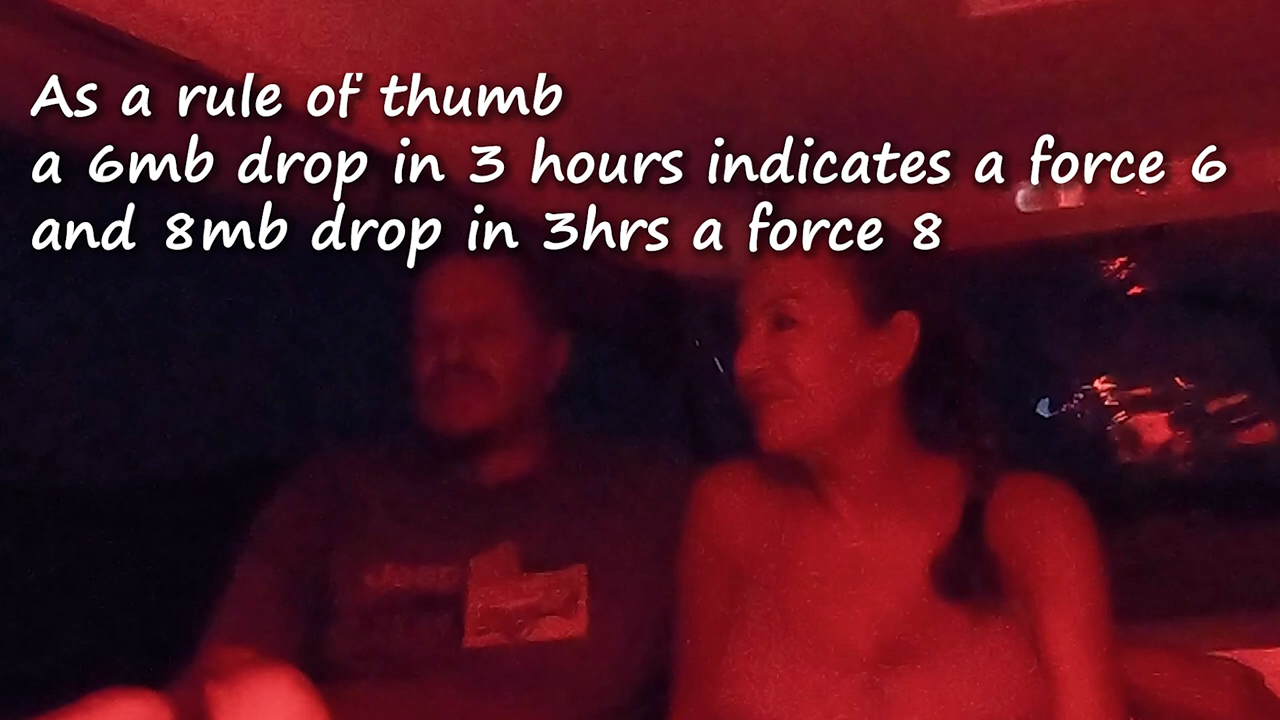 As a rule of thumb
a 6mb drop in 3 hours indicates a force 6
and 8mb drop in 3hrs a force 8